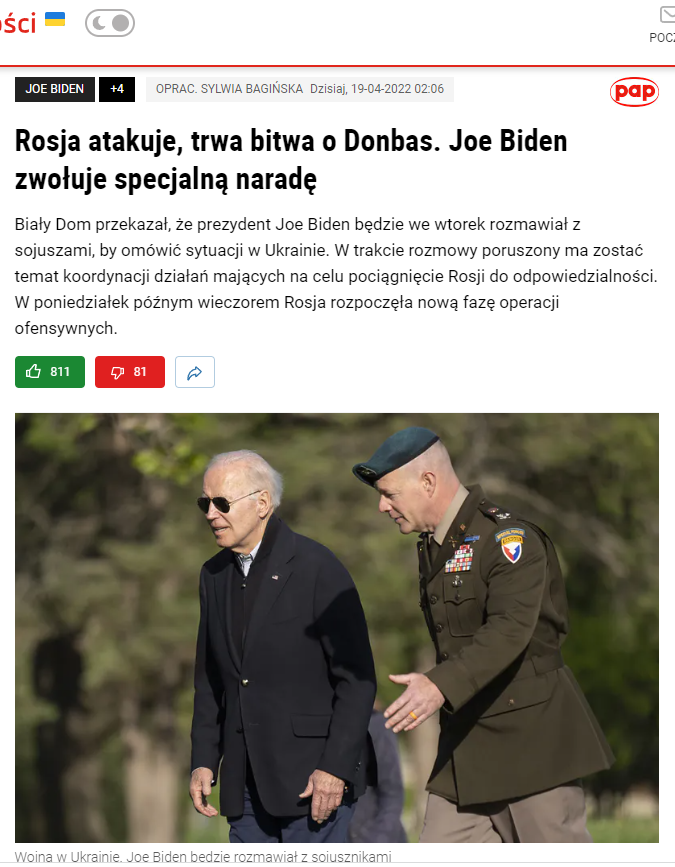 ości
POCZ
JOE BIDEN +4 OPRAC. SYLWIA BAGIŃSKA Dzisiaj, 19-04-2022 02:06
pap
Rosja atakuje, trwa bitwa o Donbas. Joe Biden
zwołuje specjalną naradę
Biały Dom przekazał, że prezydent Joe Biden będzie we wtorek rozmawiał z
sojuszami, by omówić sytuacji w Ukrainie. W trakcie rozmowy poruszony ma zostać
temat koordynacji działań mających na celu pociągnięcie Rosji do odpowiedzialności.
W poniedziałek późnym wieczorem Rosja rozpoczęła nową fazę operacji
ofensywnych.
811 81
Wojna w Ukrainie. Joe Biden będzie rozmawiał z sojusznikami